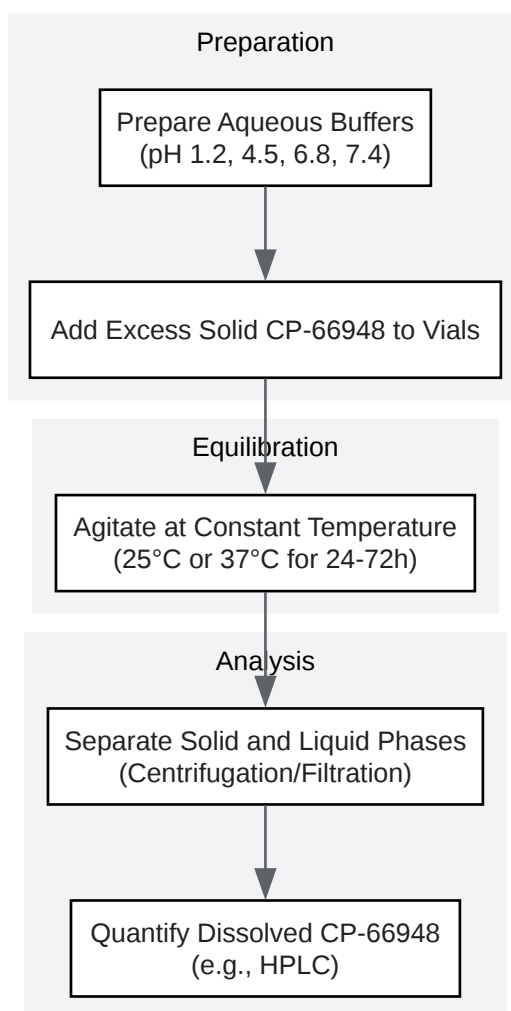 Preparation
Prepare Aqueous Buffers
(pH 1.2, 4.5, 6.8, 7.4)
Add Excess Solid CP-66948 to Vials
Equilibration
Agitate at Constant Temperature
(25°C or 37°C for 24-72h)
Analysis
Separate Solid and Liquid Phases
(Centrifugation/Filtration)
Quantify Dissolved CP-66948
(e.g., HPLC)